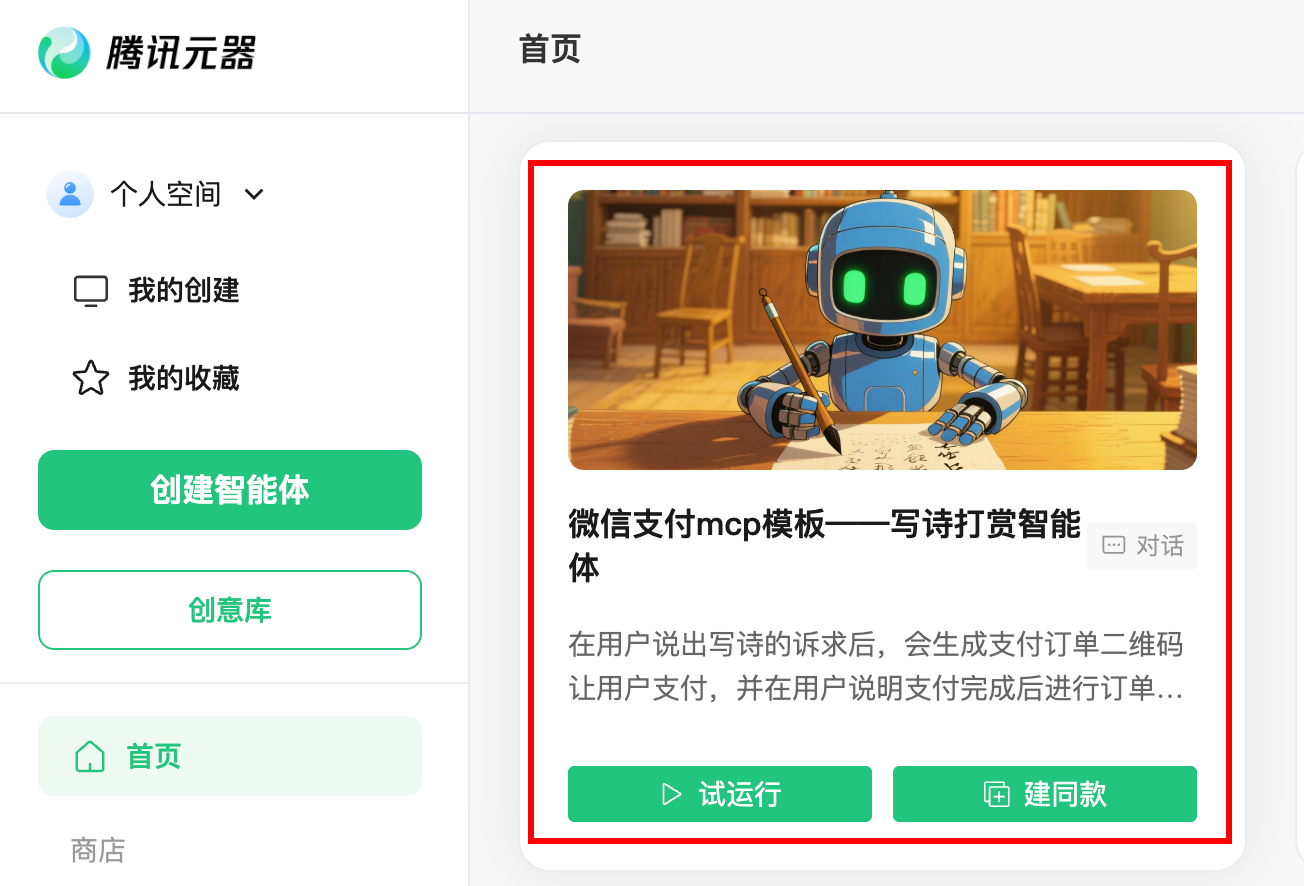 腾讯元器
首页
个人空间
我的创建
我的收藏
创建智能体
创意库
首页
商店
微信支付mcp模板——写诗打赏智能
体
对话
在用户说出写诗的诉求后，会生成支付订单二维码
让用户支付，并在用户说明支付完成后进行订单...
试运行
建同款